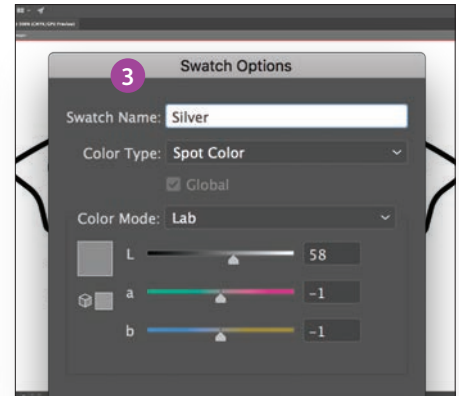 3
Swatch Options
Swatch Name: Silver
Color Type: Spot Color
Global
Color Mode: Lab
L 58
a -1
b -1